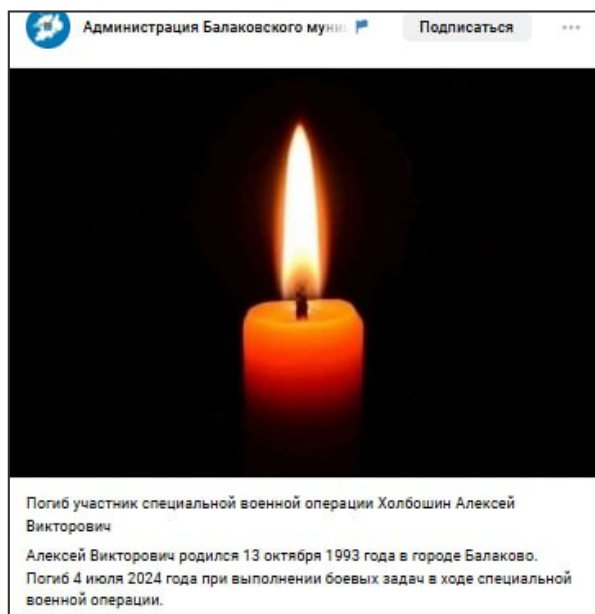 Администрация Балаковского муни
Подписаться
Погиб участник специальной военной операции Холбошин Алексей
Викторович
Алексей Викторович родился 13 октября 1993 года в городе Балаково.
Погиб 4 июля 2024 года при выполнении боевых задач в ходе специальной
военной операции.